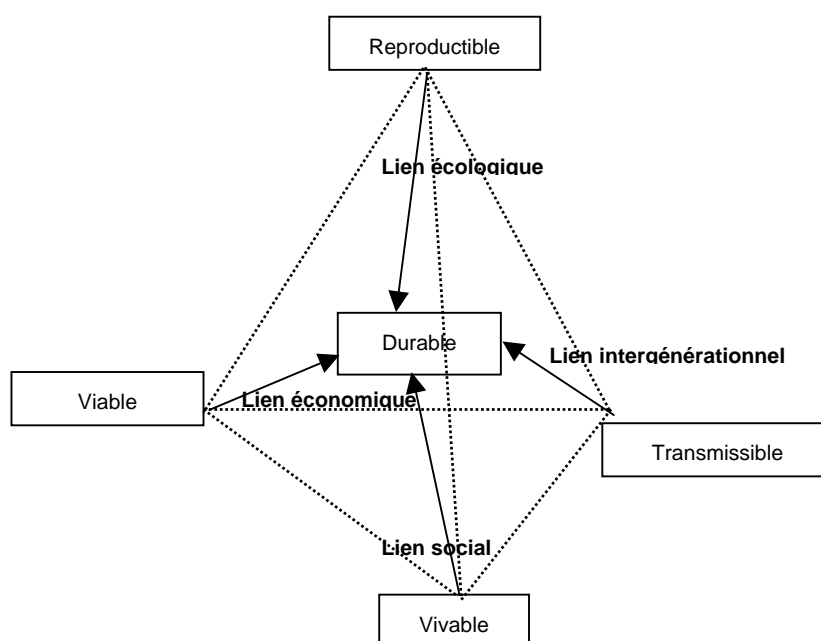 Reproductible
Lien écologique
Durable
Lien intergénérationnel
Viable
Lien économique
Transmissible
Lien social
Vivable